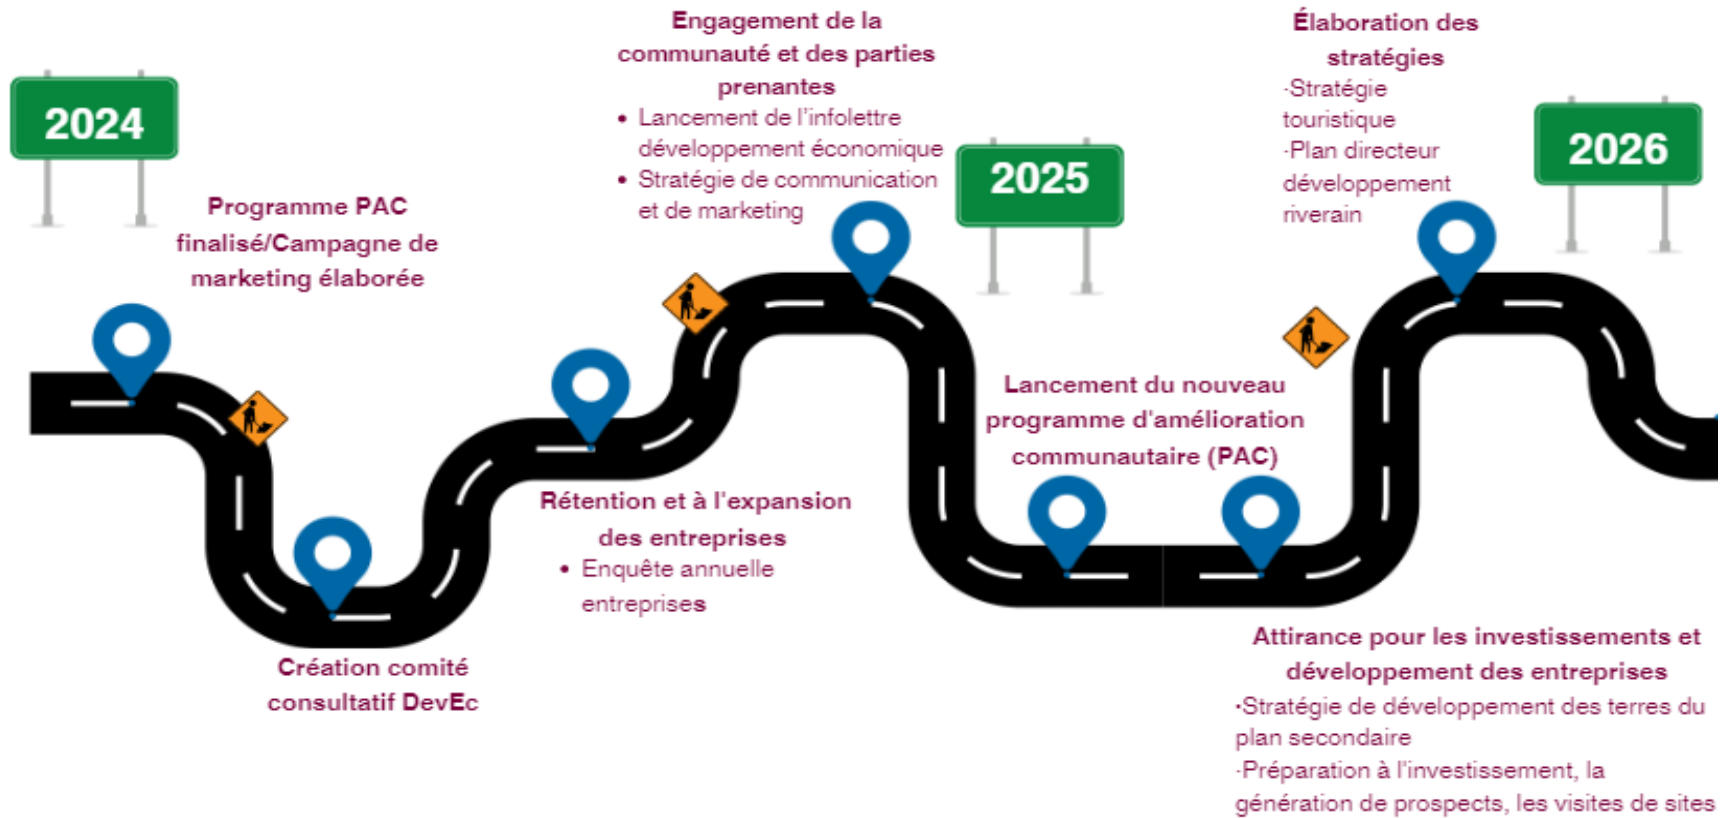 2024
Programme PAC
finalisé/Campagne de
marketing élaborée
Création comité
consultatif DevEc
Rétention et à l'expansion
des entreprises
• Enquête annuelle
entreprises
Engagement de la
communauté et des parties
prenantes
• Lancement de l'infolettre
développement économique
• Stratégie de communication
et de marketing
2025
Lancement du nouveau
programme d'amélioration
communautaire (PAC)
Attirance pour les investissements et
développement des entreprises
·Stratégie de développement des terres du
plan secondaire
·Préparation à l'investissement, la
génération de prospects, les visites de sites
Élaboration des
stratégies
·Stratégie
touristique
·Plan directeur
développement
riverain
2026